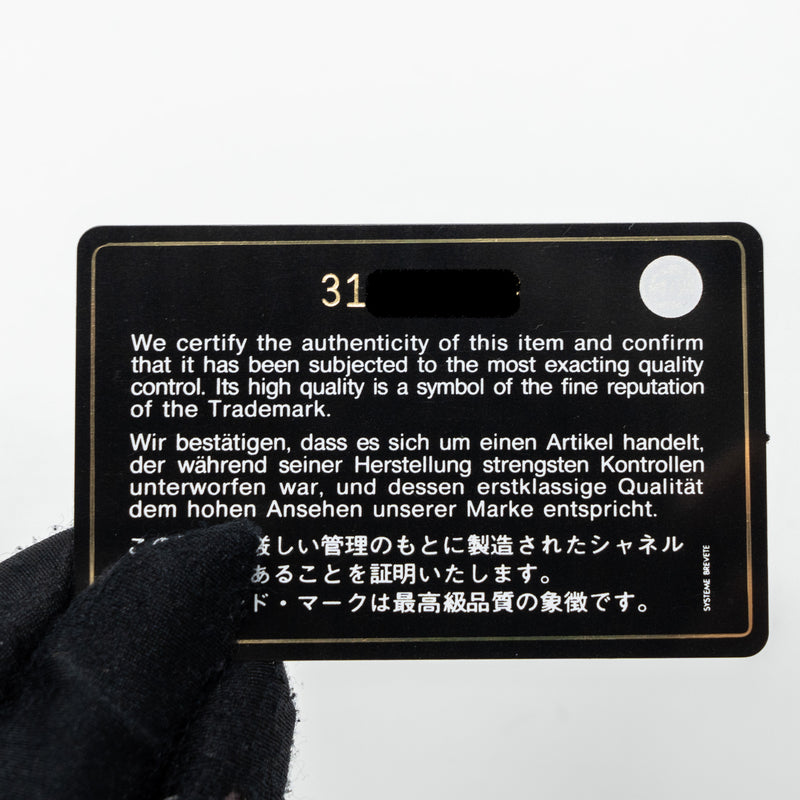 31
We certify the authenticity of this item and confirm
that it has been subjected to the most exacting quality
control. Its high quality is a symbol of the fine reputation
of the Trademark.
Wir bestätigen, dass es sich um einen Artikel handelt,
der während seiner Herstellung strengsten Kontrollen
unterworfen war, und dessen erstklassige Qualität
dem hohen Ansehen unserer Marke entspricht.
しい管理のもとに製造されたシャネル
あることを証明いたします。
ド・マークは最高級品質の象徴です。
SYSTEME BREVETE